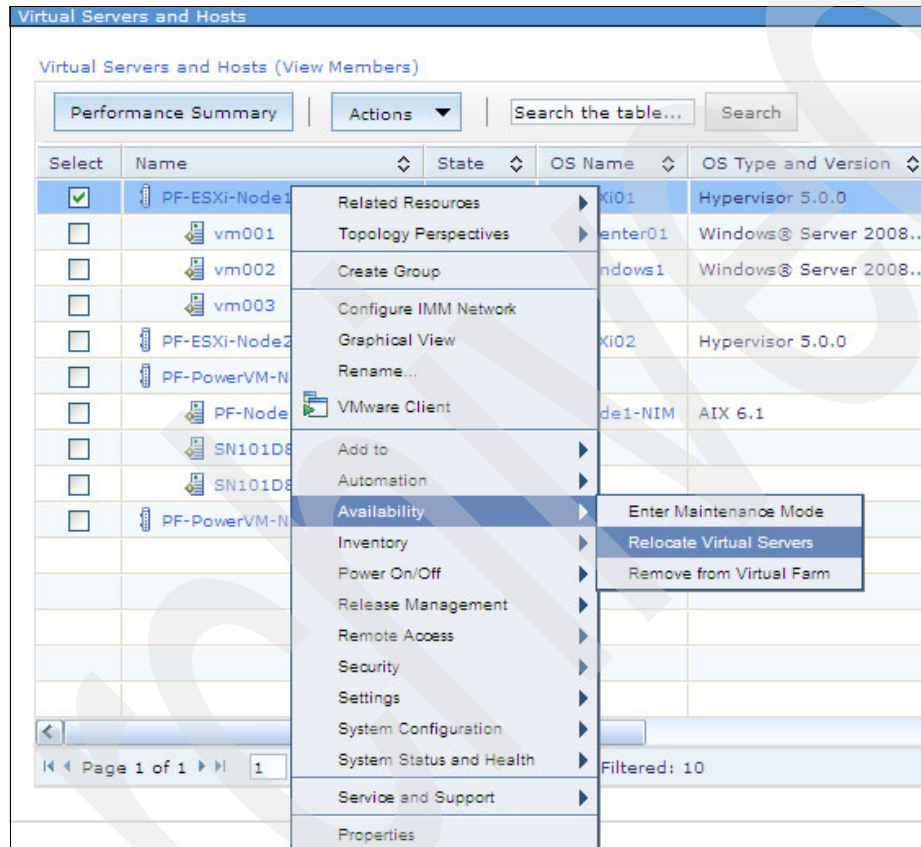 Virtual Servers and Hosts
Virtual Servers and Hosts (View Members)
Performance Summary Actions Search the table... Search
Select Name State OS Name OS Type and Version
PF-ESXi-Node1 Xi01 Hypervisor 5.0.0
vm001 enter01 Windows® Server 2008..
vm002 ndows1 Windows® Server 2008..
vm003
PF-ESXi-Node2 Xi02 Hypervisor 5.0.0
PF-PowerVM-N
PF-Node de1-NIM AIX 6.1
SN101D8
SN101D8
PF-PowerVM-N
Related Resources
Topology Perspectives
Create Group
Configure IMM Network
Graphical View
Rename...
VMware Client
Add to
Automation
Availability
Inventory
Power On/Off
Release Management
Remote Access
Security
Settings
System Configuration
System Status and Health
Service and Support
Properties
Enter Maintenance Mode
Relocate Virtual Servers
Remove from Virtual Farm
Page 1 of 1 1 Filtered: 10